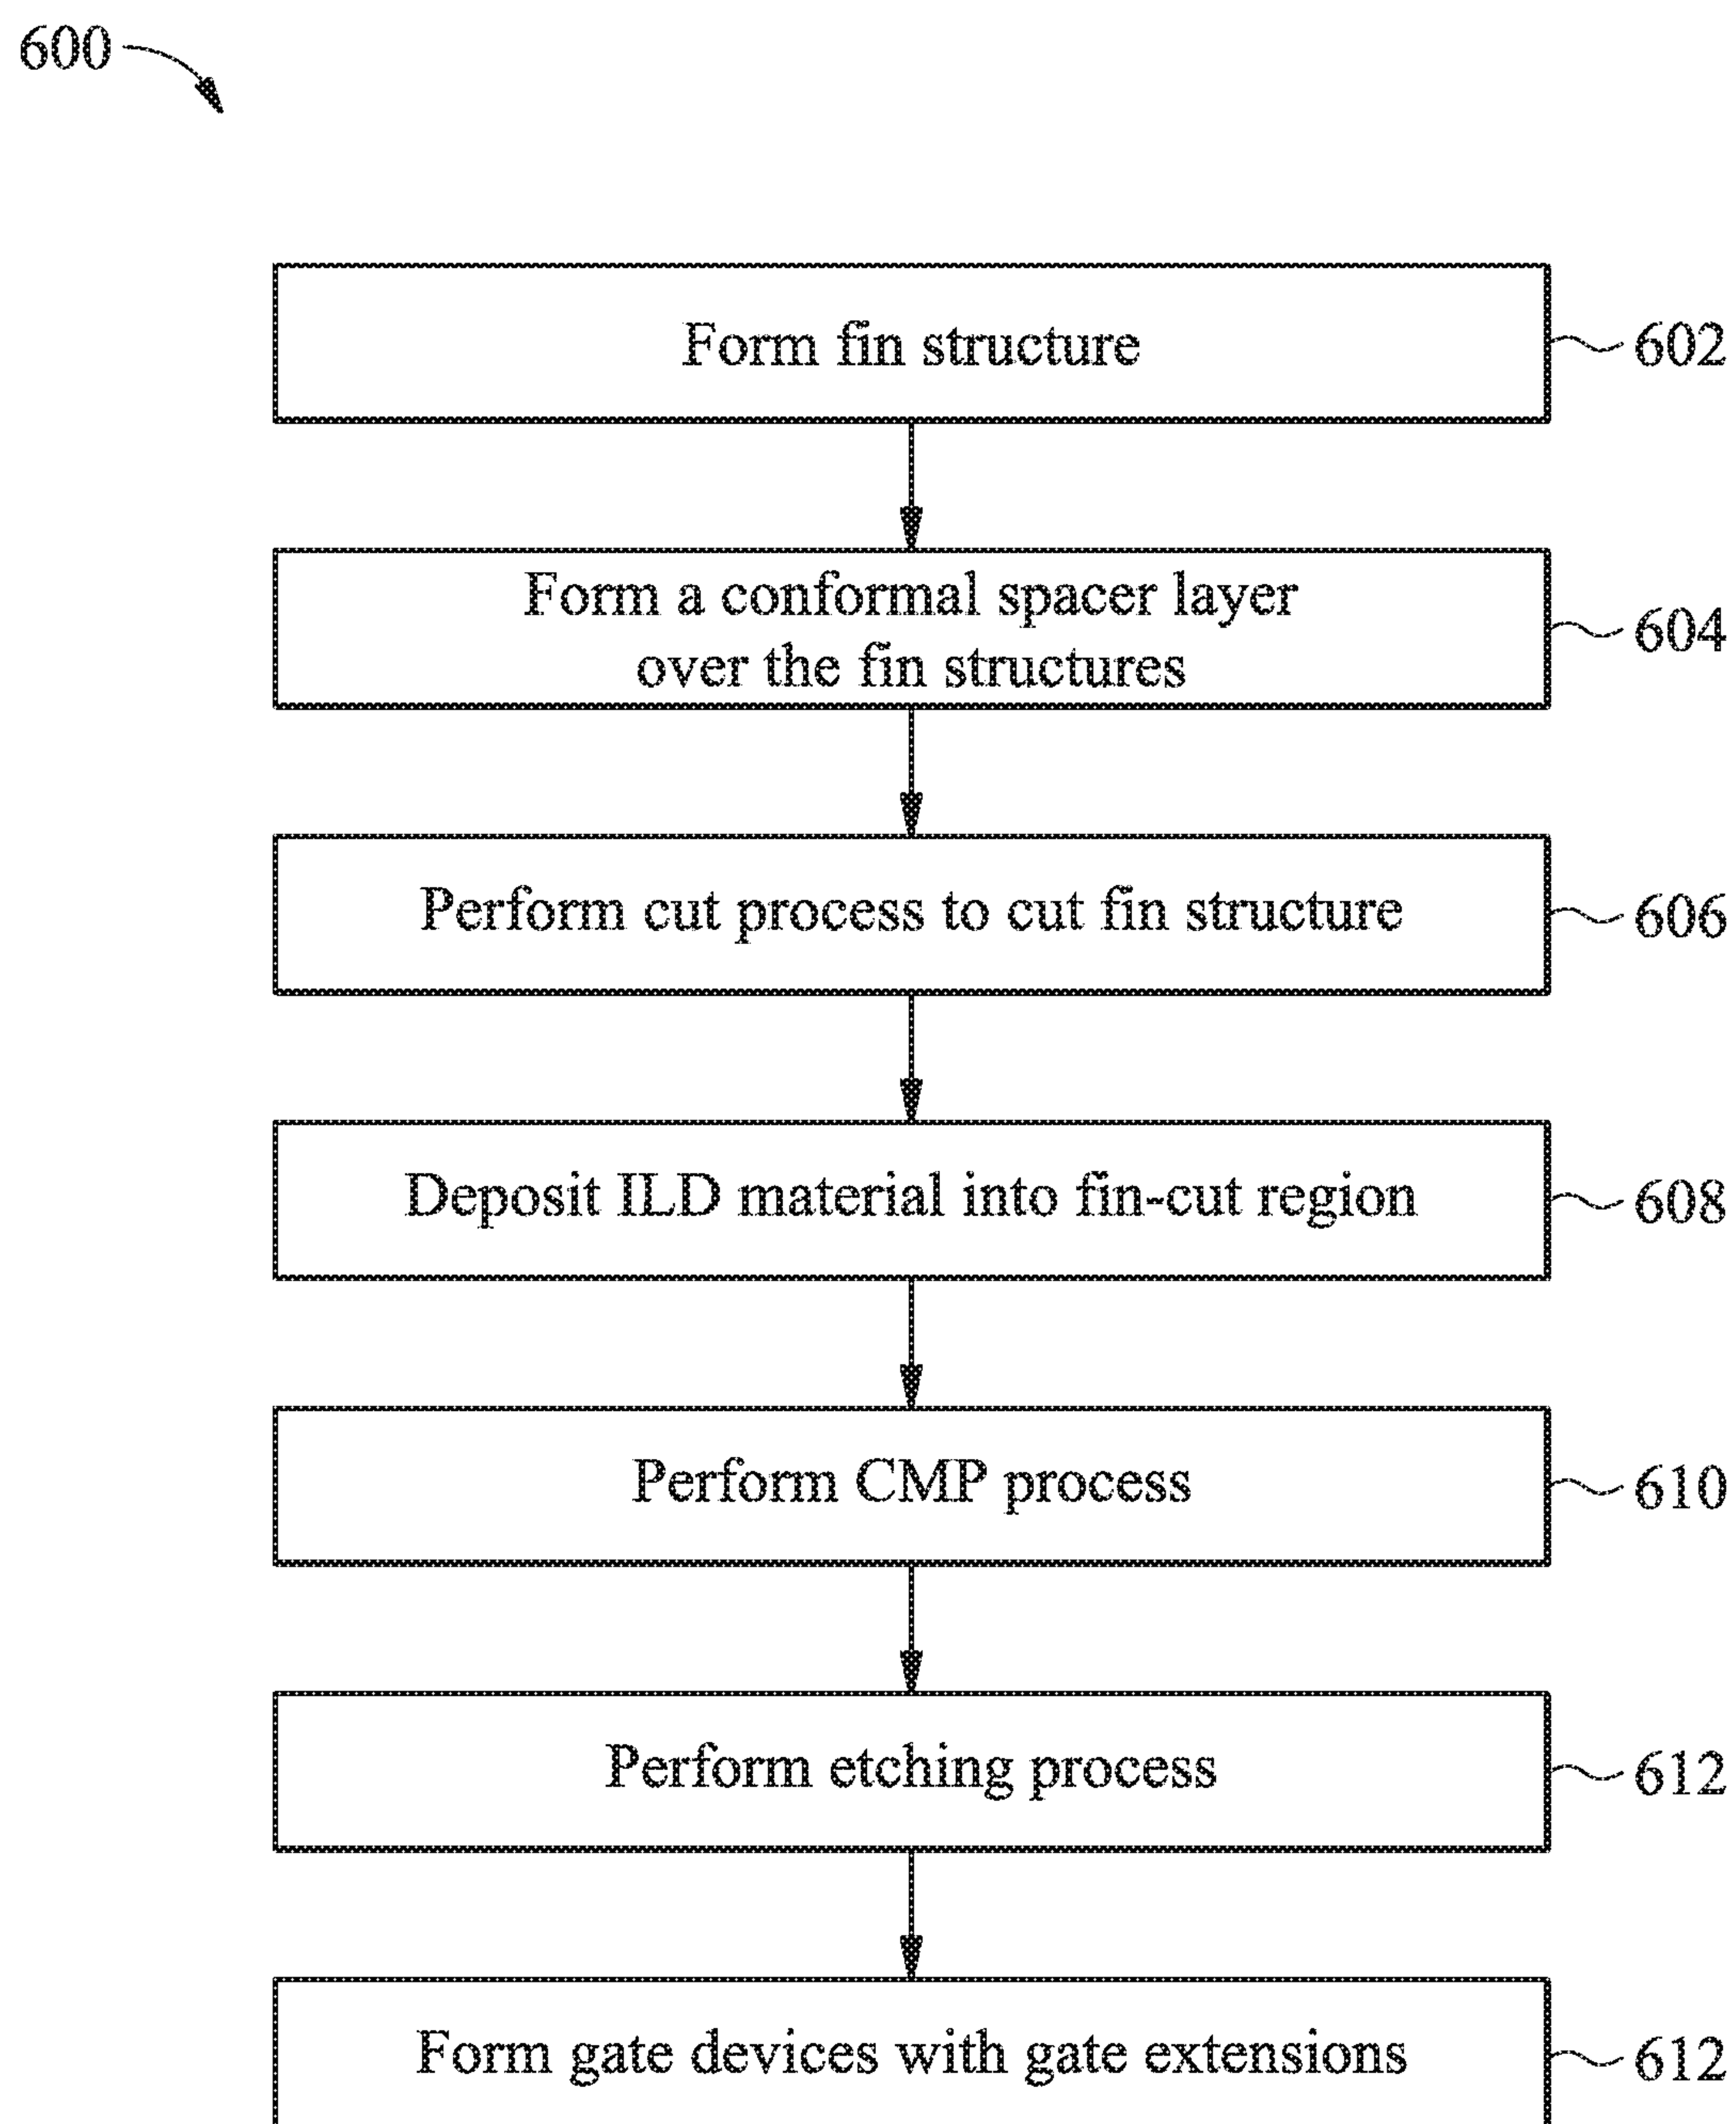 600
Form fin structure
602
Form a conformal spacer layer
over the fin structures
604
Perform cut process to cut fin structure
606
Deposit ILD material into fin-cut region
608
Perform CMP process
610
Perform etching process
612
Form gate devices with gate extensions
612